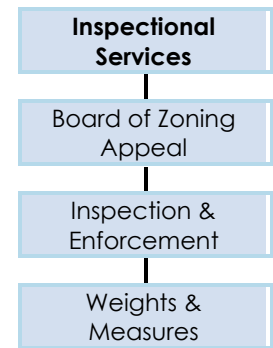 Inspectional
Services
Board of Zoning
Appeal
Inspection &
Enforcement
Weights &
Measures